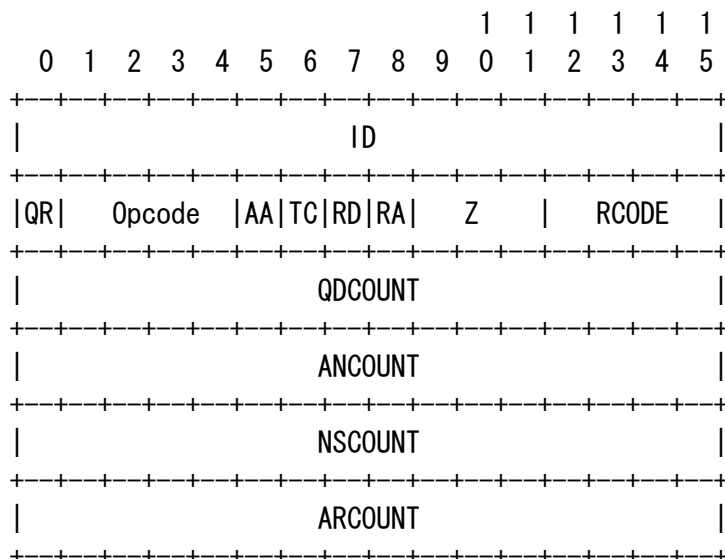 1  1  1  1  1  1
  0  1  2  3  4  5  6  7  8  9  0  1  2  3  4  5
+--+--+--+--+--+--+--+--+--+--+--+--+--+--+--+--+
|                      ID                       |
+--+--+--+--+--+--+--+--+--+--+--+--+--+--+--+--+
|QR|   Opcode  |AA|TC|RD|RA|   Z    |   RCODE   |
+--+--+--+--+--+--+--+--+--+--+--+--+--+--+--+--+
|                    QDCOUNT                    |
+--+--+--+--+--+--+--+--+--+--+--+--+--+--+--+--+
|                    ANCOUNT                    |
+--+--+--+--+--+--+--+--+--+--+--+--+--+--+--+--+
|                    NSCOUNT                    |
+--+--+--+--+--+--+--+--+--+--+--+--+--+--+--+--+
|                    ARCOUNT                    |
+--+--+--+--+--+--+--+--+--+--+--+--+--+--+--+--+